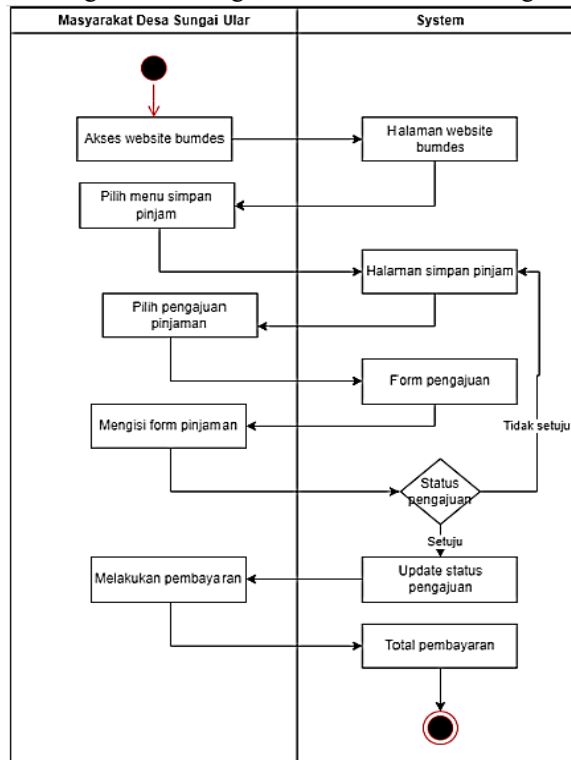 Masyarakat Desa Sungai Ular
System
Akses website bumdes
Halaman website
bumdes
Pilih menu simpan
pinjam
Halaman simpan pinjam
Pilih pengajuan
pinjaman
Form pengajuan
Mengisi form pinjaman
Tidak setuju
Status
pengajuan
Setuju
Melakukan pembayaran
Update status
pengajuan
Total pembayaran